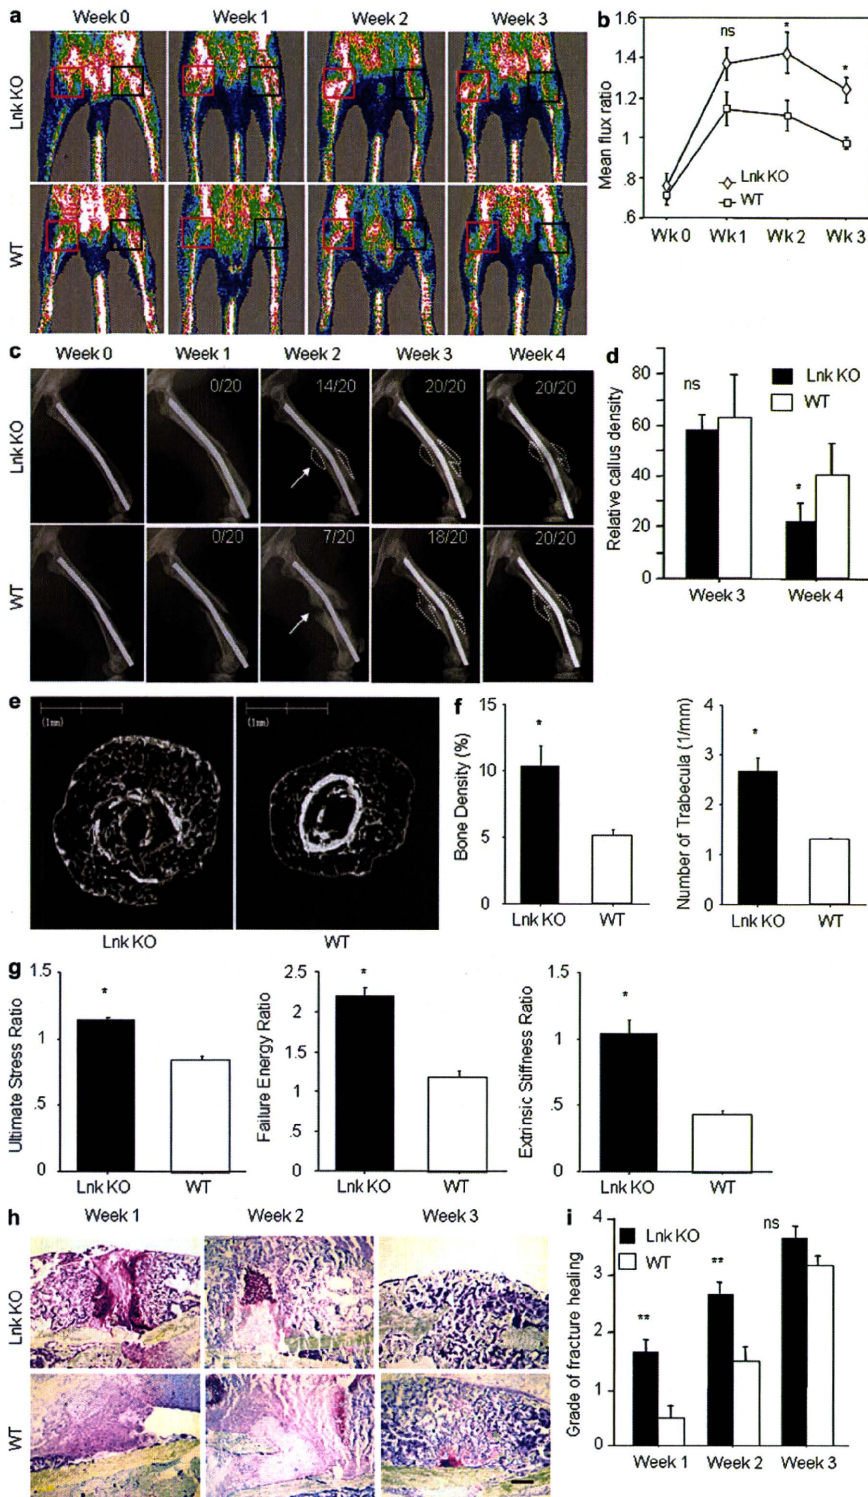 a
Week 0 Week 1 Week 2 Week 3
Lnk KO
WT
b
Mean flux ratio
1.6
1.4
1.2
1
.8
.6
ns * *
Lnk KO
WT
Wk 0 Wk 1 Wk 2 Wk 3
c
Week 0 Week 1 Week 2 Week 3 Week 4
Lnk KO
0/20 14/20 20/20 20/20
WT
0/20 7/20 18/20 20/20
d
Relative callus density
80
60
40
20
0
ns *
Lnk KO
WT
Week 3 Week 4
e
(1mm) (1mm)
Lnk KO WT
f
Bone Density (%)
15
10
5
0
*
Lnk KO WT
Number of Trabecula (1/mm)
4
3
2
1
0
*
Lnk KO WT
g
Ultimate Stress Ratio
1.5
1
.5
0
*
Lnk KO WT
Failure Energy Ratio
2.5
2
1.5
1
.5
0
*
Lnk KO WT
Extrinsic Stiffness Ratio
1.5
1
.5
0
*
Lnk KO WT
h
Week 1 Week 2 Week 3
Lnk KO
WT
i
Grade of fracture healing
4
3
2
1
0
** ** ns
Lnk KO
WT
Week 1 Week 2 Week 3